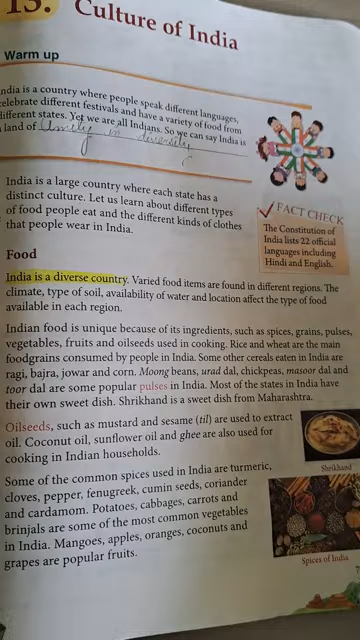 13. Culture of India
Warm up
India is a country where people speak different languages,
celebrate different festivals and have a variety of food from
different states. Yet we are all Indians. So we can say India is
a land of Unity in diversity
India is a large country where each state has a
distinct culture. Let us learn about different types
of food people eat and the different kinds of clothes
that people wear in India.
FACT CHECK
The Constitution of
India lists 22 official
languages including
Hindi and English.
Food
India is a diverse country. Varied food items are found in different regions. The
climate, type of soil, availability of water and location affect the type of food
available in each region.
Indian food is unique because of its ingredients, such as spices, grains, pulses,
vegetables, fruits and oilseeds used in cooking. Rice and wheat are the main
foodgrains consumed by people in India. Some other cereals eaten in India are
ragi, bajra, jowar and corn. Moong beans, urad dal, chickpeas, masoor dal and
toor dal are some popular pulses in India. Most of the states in India have
their own sweet dish. Shrikhand is a sweet dish from Maharashtra.
Oilseeds, such as mustard and sesame (til) are used to extract
oil. Coconut oil, sunflower oil and ghee are also used for
cooking in Indian households.
Shrikhand
Some of the common spices used in India are turmeric,
cloves, pepper, fenugreek, cumin seeds, coriander
and cardamom. Potatoes, cabbages, carrots and
brinjals are some of the most common vegetables
in India. Mangoes, apples, oranges, coconuts and
grapes are popular fruits.
Spices of India